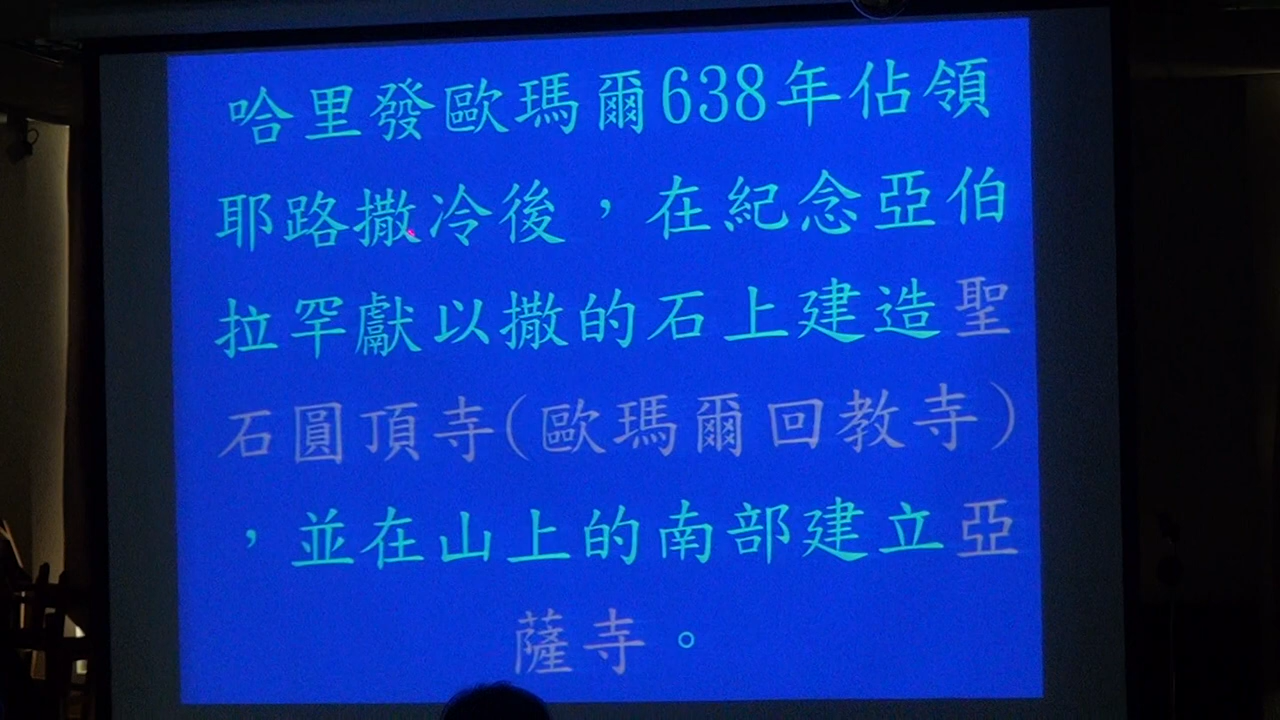 哈里發歐瑪爾638年佔領
耶路撒冷後，在紀念亞伯
拉罕獻以撒的石上建造聖
石圓頂寺(歐瑪爾回教寺)
，並在山上的南部建立亞
薩寺。